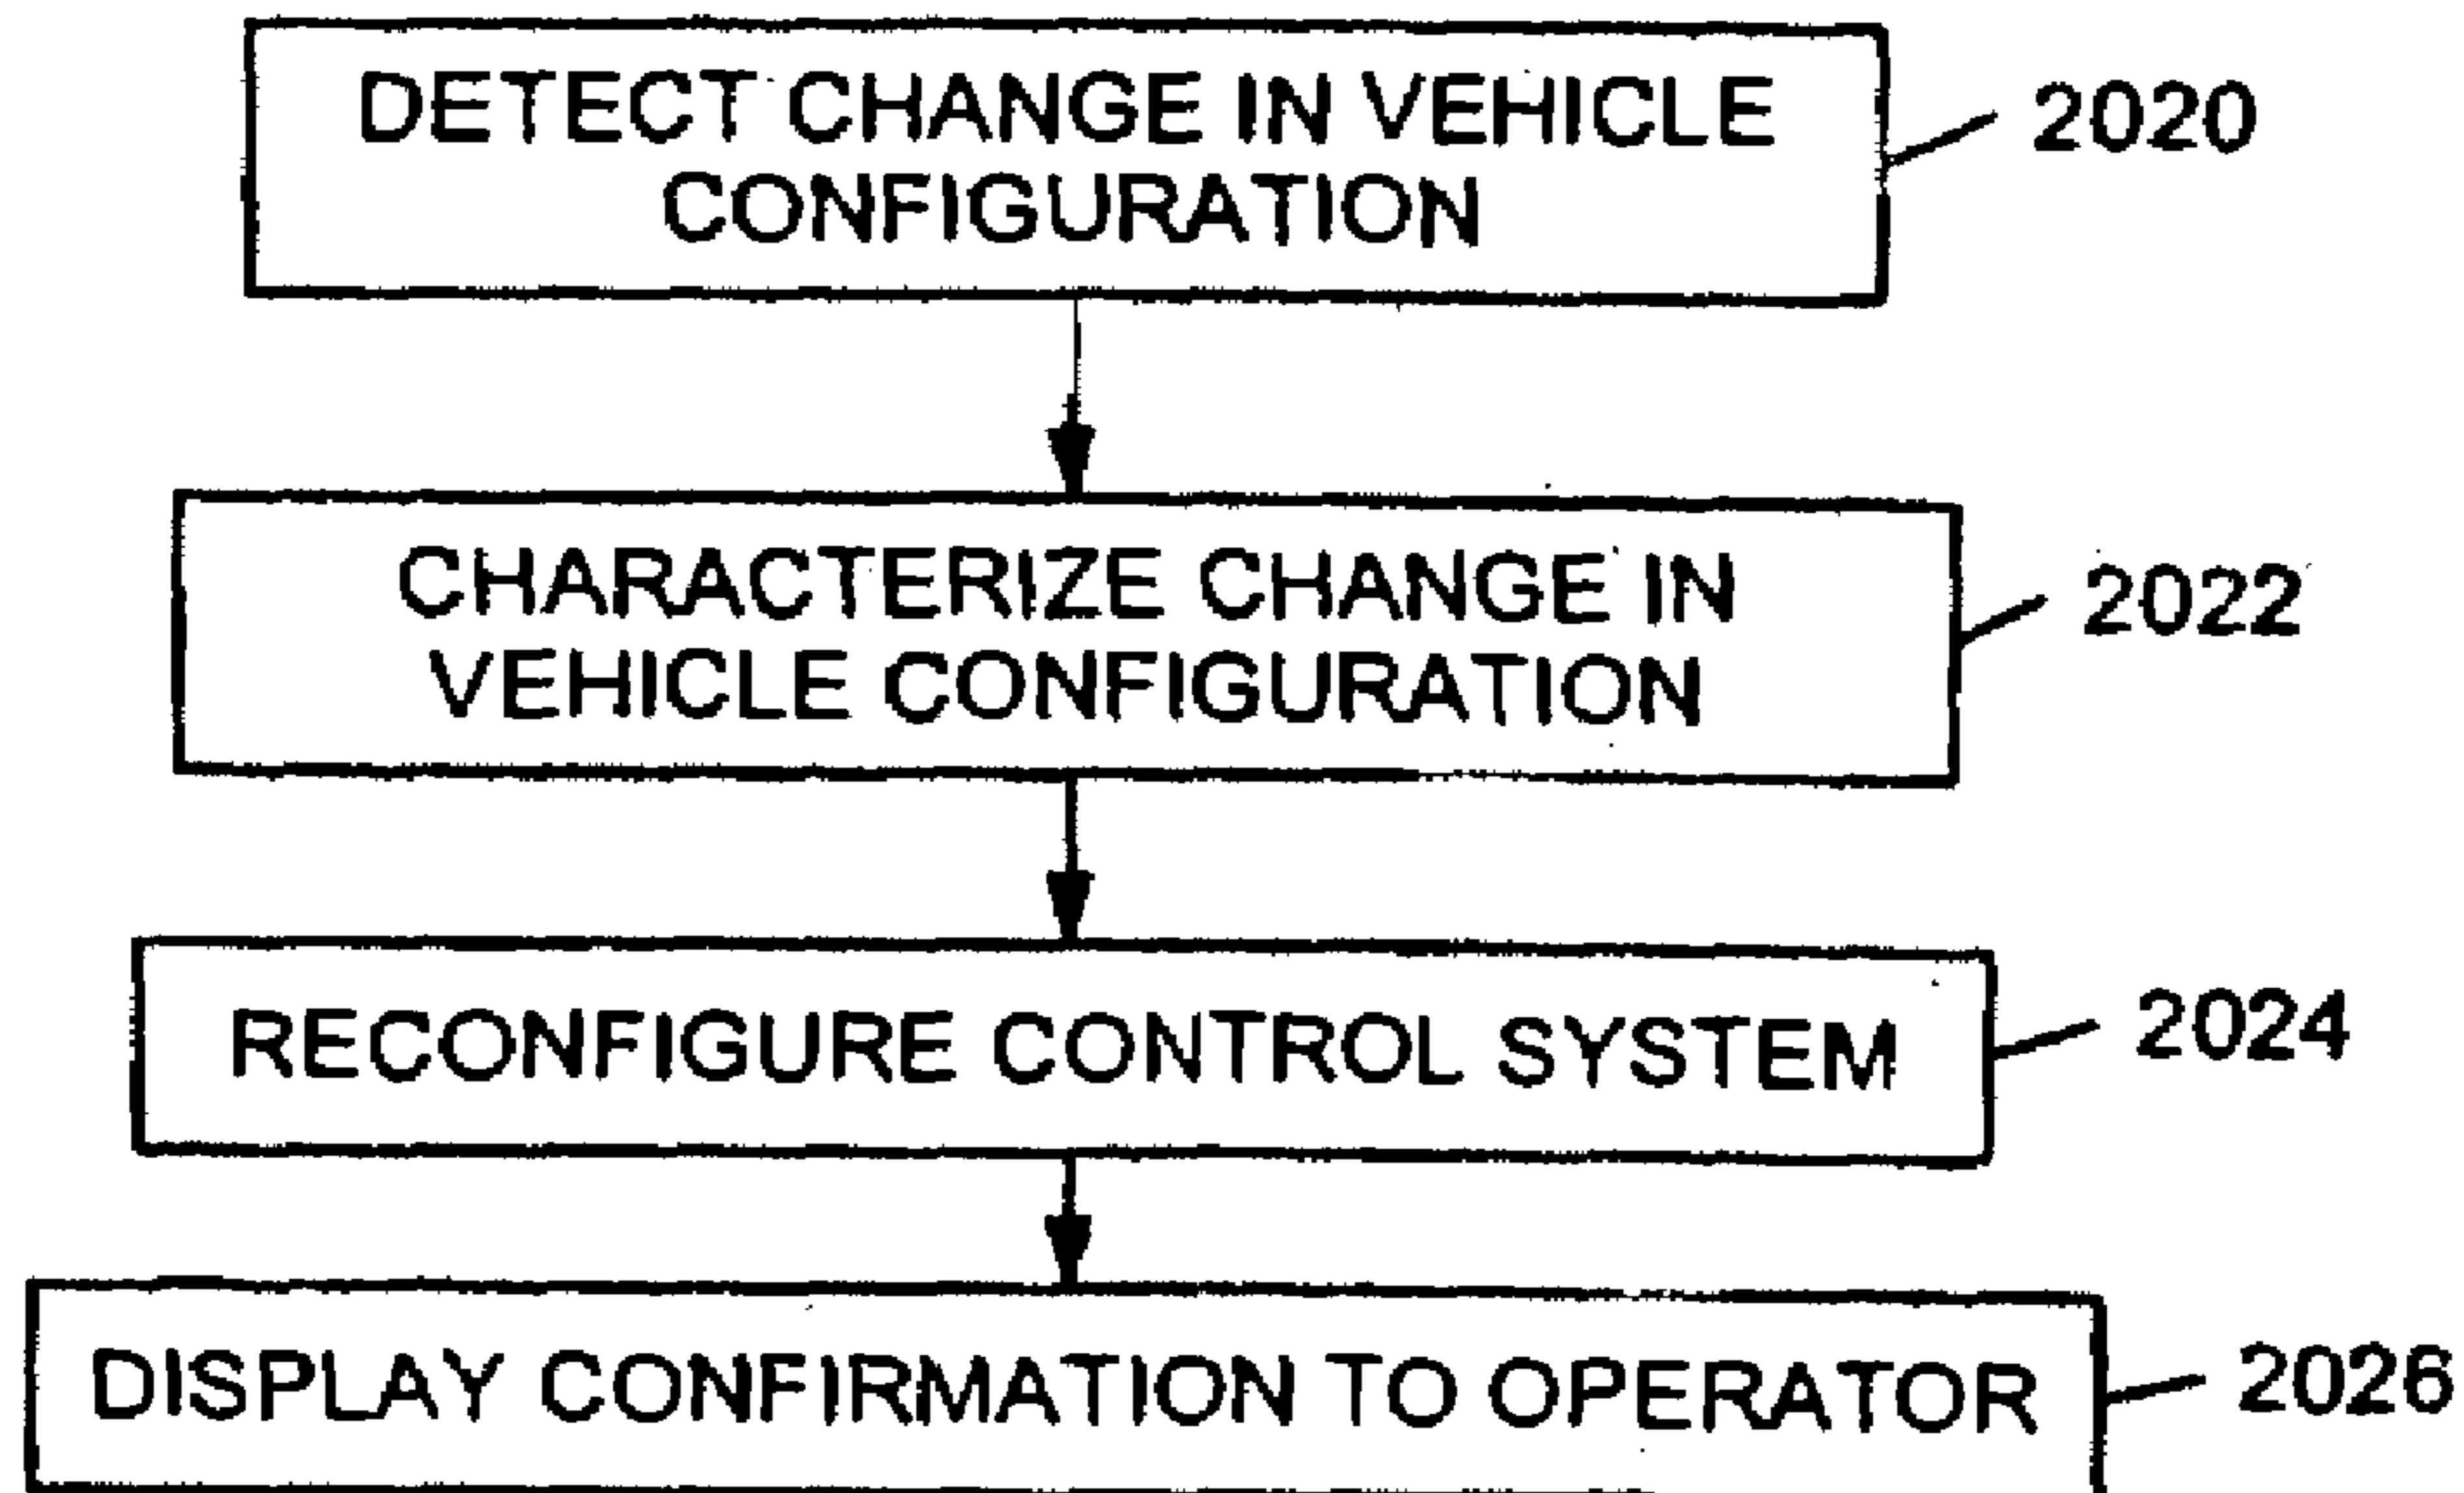 DETECT CHANGE IN VEHICLE
CONFIGURATION
2020
CHARACTERIZE CHANGE IN
VEHICLE CONFIGURATION
2022
RECONFIGURE CONTROL SYSTEM
2024
DISPLAY CONFIRMATION TO OPERATOR
2026